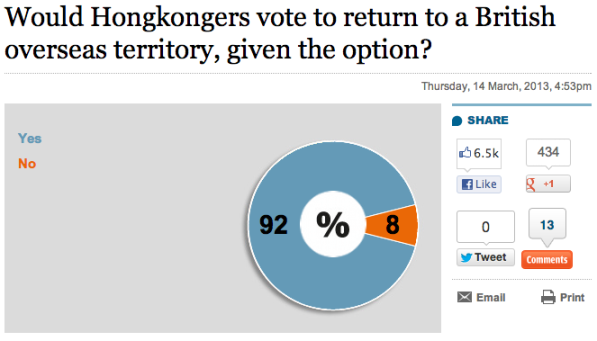 Would Hongkongers vote to return to a British
overseas territory, given the option?
Thursday, 14 March, 2013, 4:53pm
Yes
No
92 % 8
SHARE
6.5k 434
Like +1
0 13
Tweet Comments
Email Print